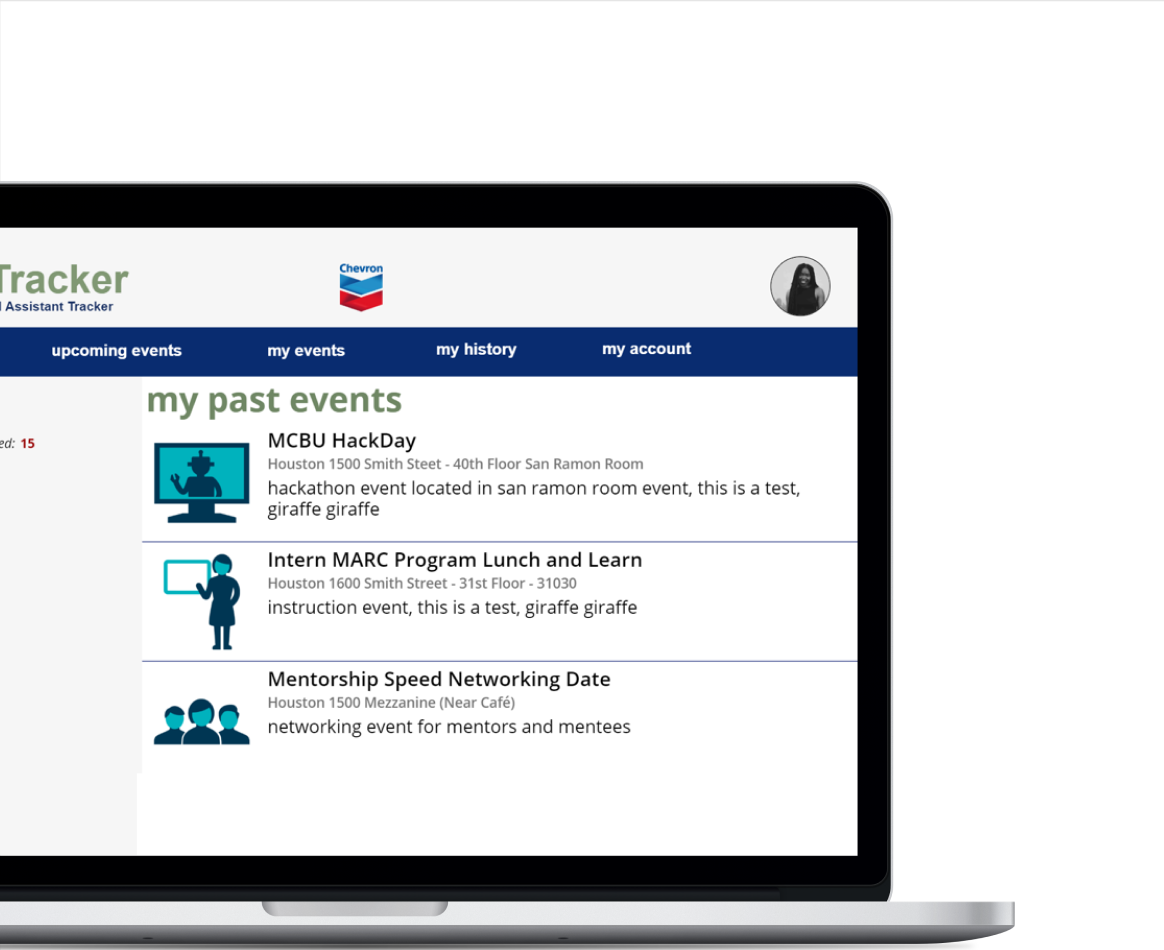 Tracker
Chevron
Assistant Tracker
upcoming events
my events
my history
my account
my past events
ed: 15
MCBU HackDay
Houston 1500 Smith Steet - 40th Floor San Ramon Room
hackathon event located in san ramon room event, this is a test,
giraffe giraffe
Intern MARC Program Lunch and Learn
Houston 1600 Smith Street - 31st Floor - 31030
instruction event, this is a test, giraffe giraffe
Mentorship Speed Networking Date
Houston 1500 Mezzanine (Near Café)
networking event for mentors and mentees